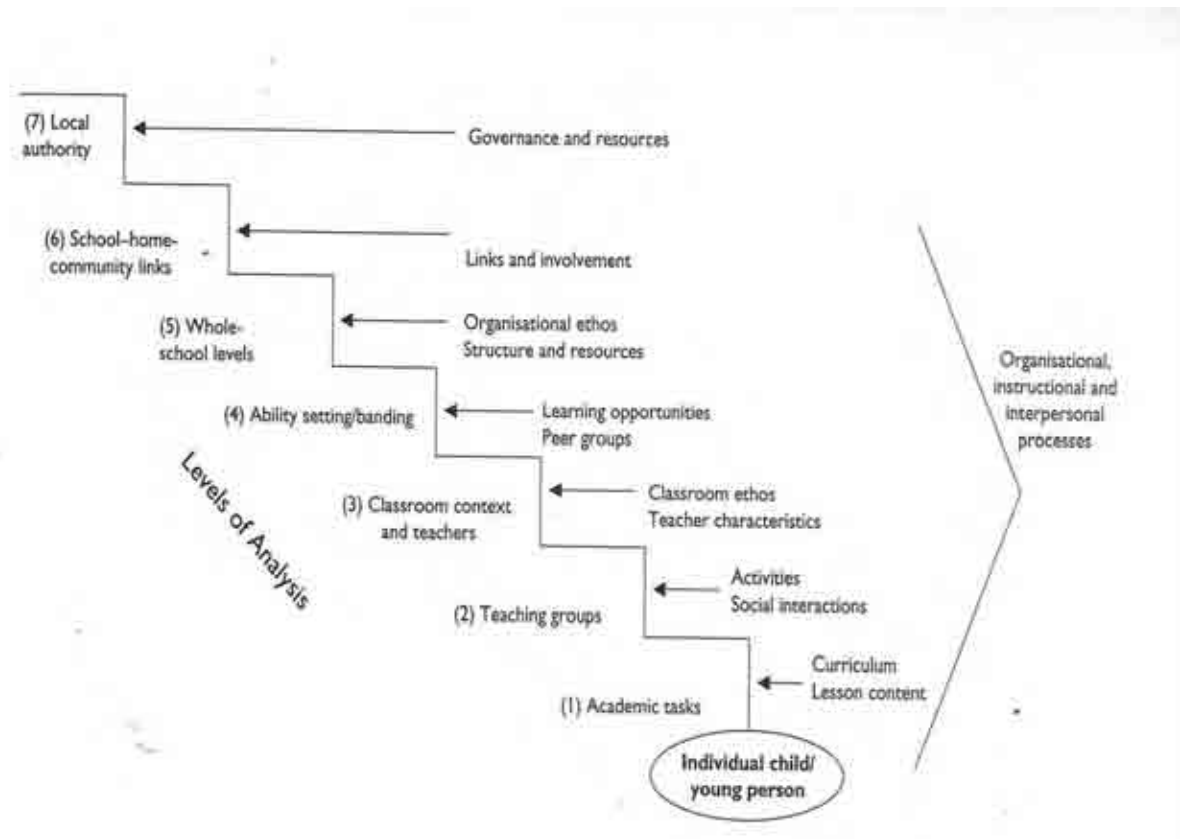 (7) Local
authority
Governance and resources
(6) School–home-
community links
Links and involvement
(5) Whole-
school levels
Organisational ethos
Structure and resources
Organisational,
instructional and
interpersonal
processes
(4) Ability setting/banding
Learning opportunities
Peer groups
Levels of Analysis
(3) Classroom context
and teachers
Classroom ethos
Teacher characteristics
(2) Teaching groups
Activities
Social interactions
(1) Academic tasks
Curriculum
Lesson content
Individual child/
young person